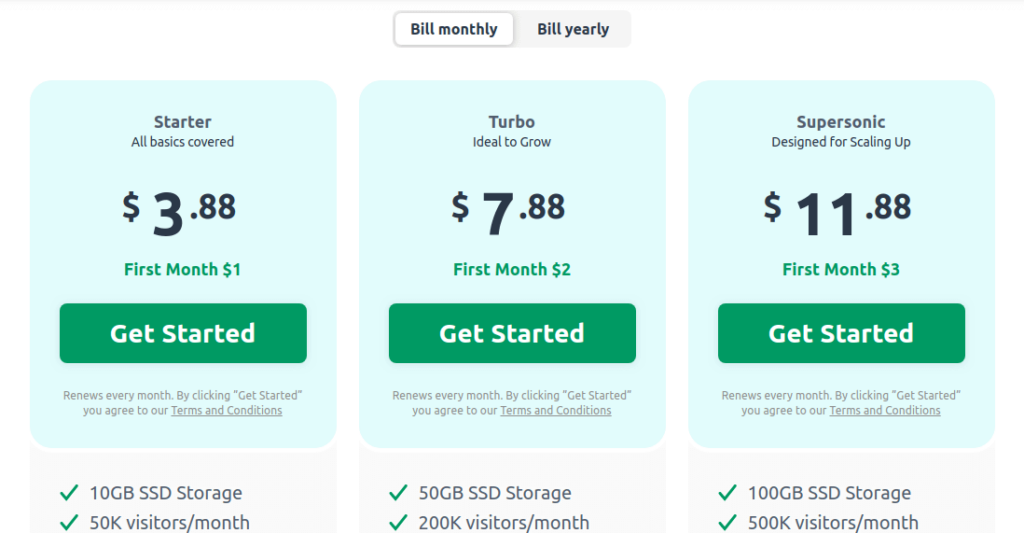 Bill monthly Bill yearly
Starter
All basics covered
$ 3.88
First Month $1
Get Started
Renews every month. By clicking "Get Started"
you agree to our Terms and Conditions
10GB SSD Storage
50K visitors/month
Turbo
Ideal to Grow
$ 7.88
First Month $2
Get Started
Renews every month. By clicking "Get Started"
you agree to our Terms and Conditions
50GB SSD Storage
200K visitors/month
Supersonic
Designed for Scaling Up
$ 11.88
First Month $3
Get Started
Renews every month. By clicking "Get Started"
you agree to our Terms and Conditions
100GB SSD Storage
500K visitors/month